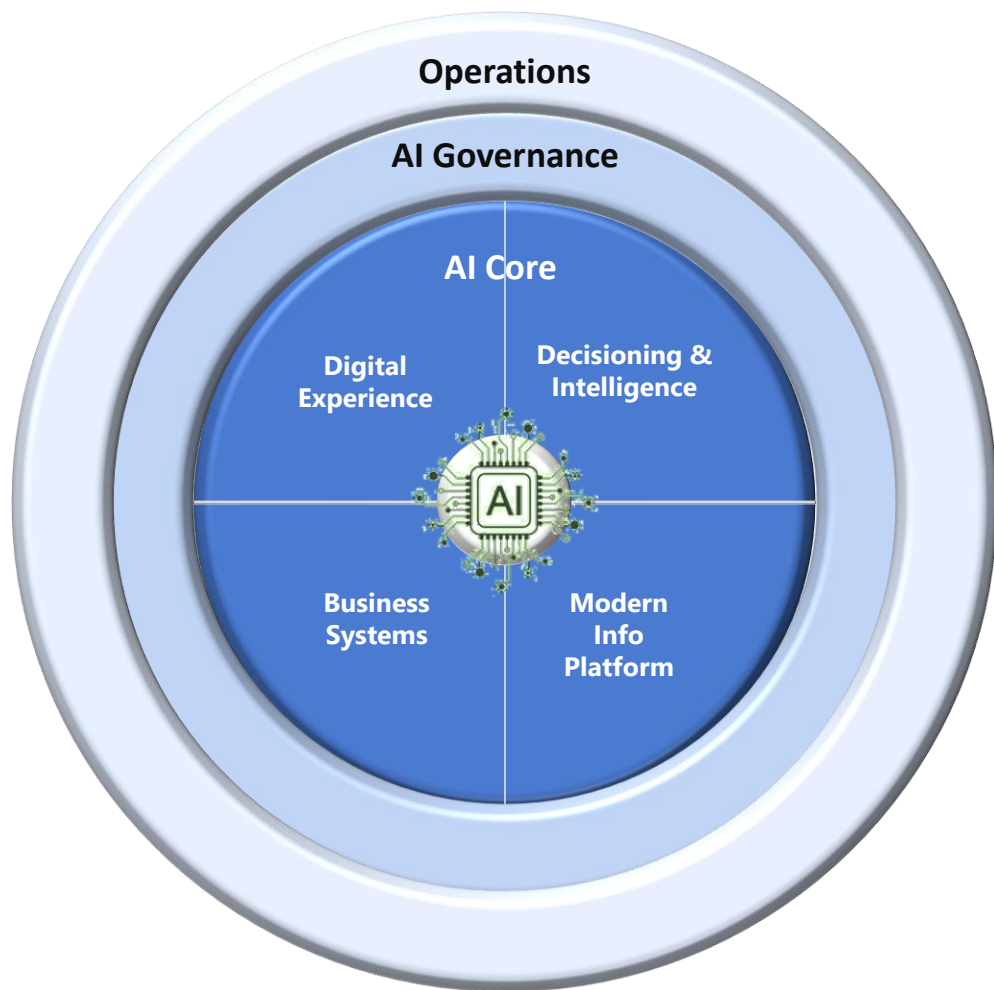 Operations
AI Governance
AI Core
Digital
Experience
Decisioning &
Intelligence
AI
Business
Systems
Modern
Info
Platform